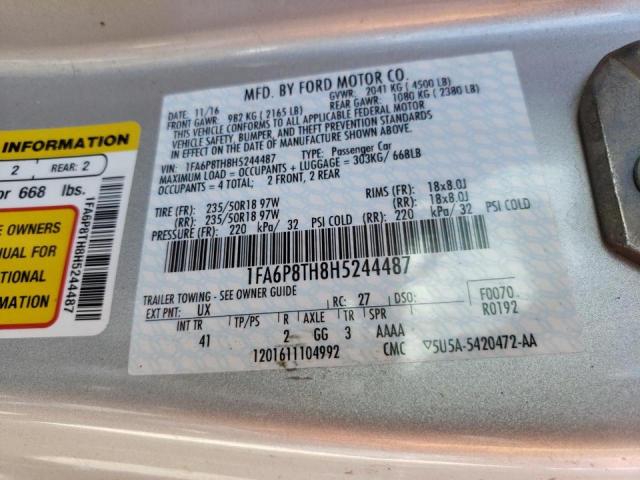 INFORMATION
2 REAR: 2
or 668 lbs.
E OWNERS
NUAL FOR
ITIONAL
RMATION
1FA6P8TH8H5244487
MFD. BY FORD MOTOR CO.
DATE: 11/16 GVWR: 2041 KG ( 4500 LB)
FRONT GAWR: 982 KG ( 2165 LB) REAR GAWR: 1080 KG ( 2380 LB)
THIS VEHICLE CONFORMS TO ALL APPLICABLE FEDERAL MOTOR
VEHICLE SAFETY, BUMPER, AND THEFT PREVENTION STANDARDS
IN EFFECT ON THE DATE OF MANUFACTURE SHOWN ABOVE.
VIN: 1FA6P8TH8H5244487 TYPE: Passenger Car
MAXIMUM LOAD = OCCUPANTS + LUGGAGE = 303KG/ 668LB
OCCUPANTS = 4 TOTAL; 2 FRONT, 2 REAR
TIRE (FR): 235/50R18 97W RIMS (FR): 18x8.0J
(RR): 235/50R18 97W (RR): 18x8.0J
PRESSURE (FR): 220 kPa/ 32 PSI COLD (RR): 220 kPa/ 32 PSI COLD
1FA6P8TH8H5244487
TRAILER TOWING - SEE OWNER GUIDE
EXT PNT: UX RC: 27 DSO: F0070
INT TR TP/PS R AXLE TR SPR R0192
41 2 GG 3 AAAA
1201611104992 CMC ▽5U5A-5420472-AA